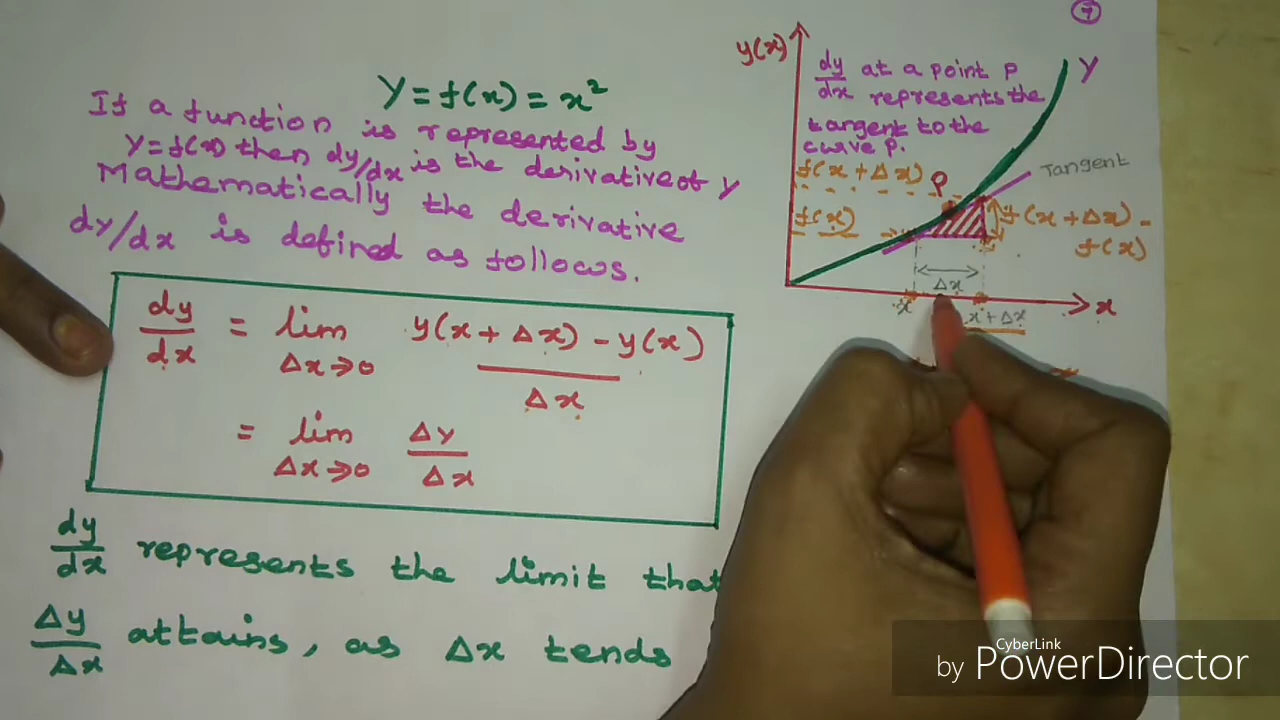 7
Y = f(x) = x²
If a function is represented by
Y = f(x) then dy/dx is the derivative of y
Mathematically the derivative
dy/dx is defined as follows.
dy/dx = lim Δx→0 y(x + Δx) - y(x) / Δx
= lim Δx→0 Δy / Δx
dy/dx represents the limit that
Δy/Δx attains, as Δx tends
y(x)
dy/dx at a point P
represents the
tangent to the
curve P.
Y
Tangent
f(x + Δx)
P
f(x)
f(x + Δx) -
f(x)
Δx
x
x + Δx
x
CyberLink
by PowerDirector